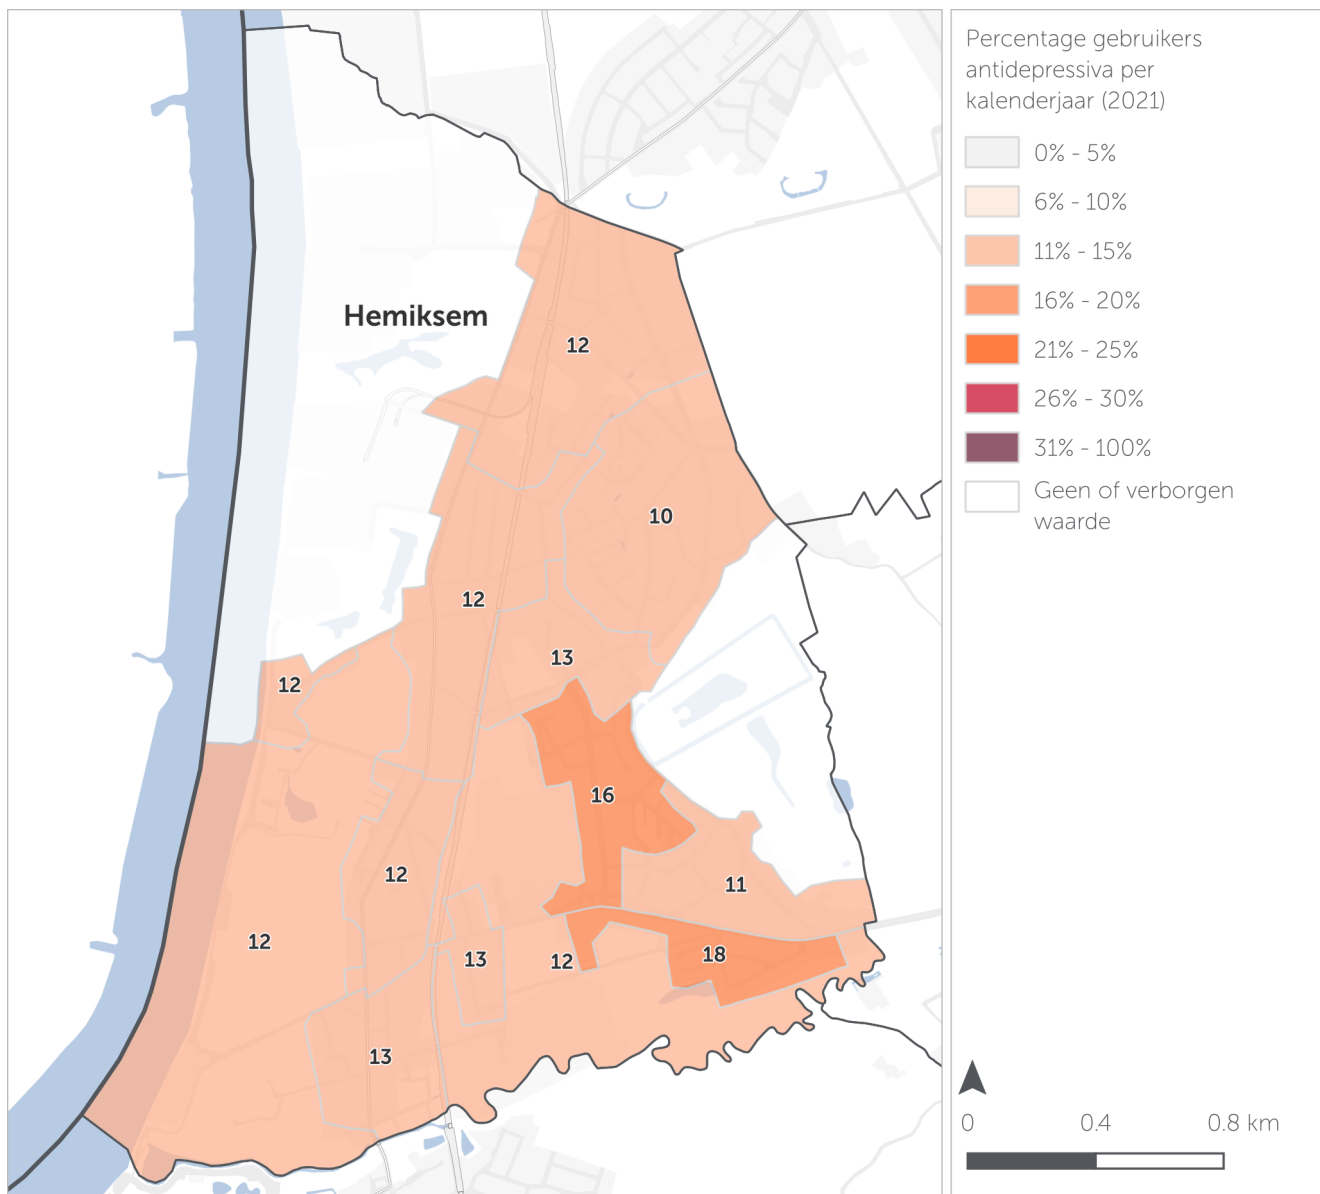 Hemiksem
12
10
12
13
12
16
12
11
12
13
12
18
13
Percentage gebruikers
antidepressiva per
kalenderjaar (2021)
0% - 5%
6% - 10%
11% - 15%
16% - 20%
21% - 25%
26% - 30%
31% - 100%
Geen of verborgen
waarde
0 0.4 0.8 km